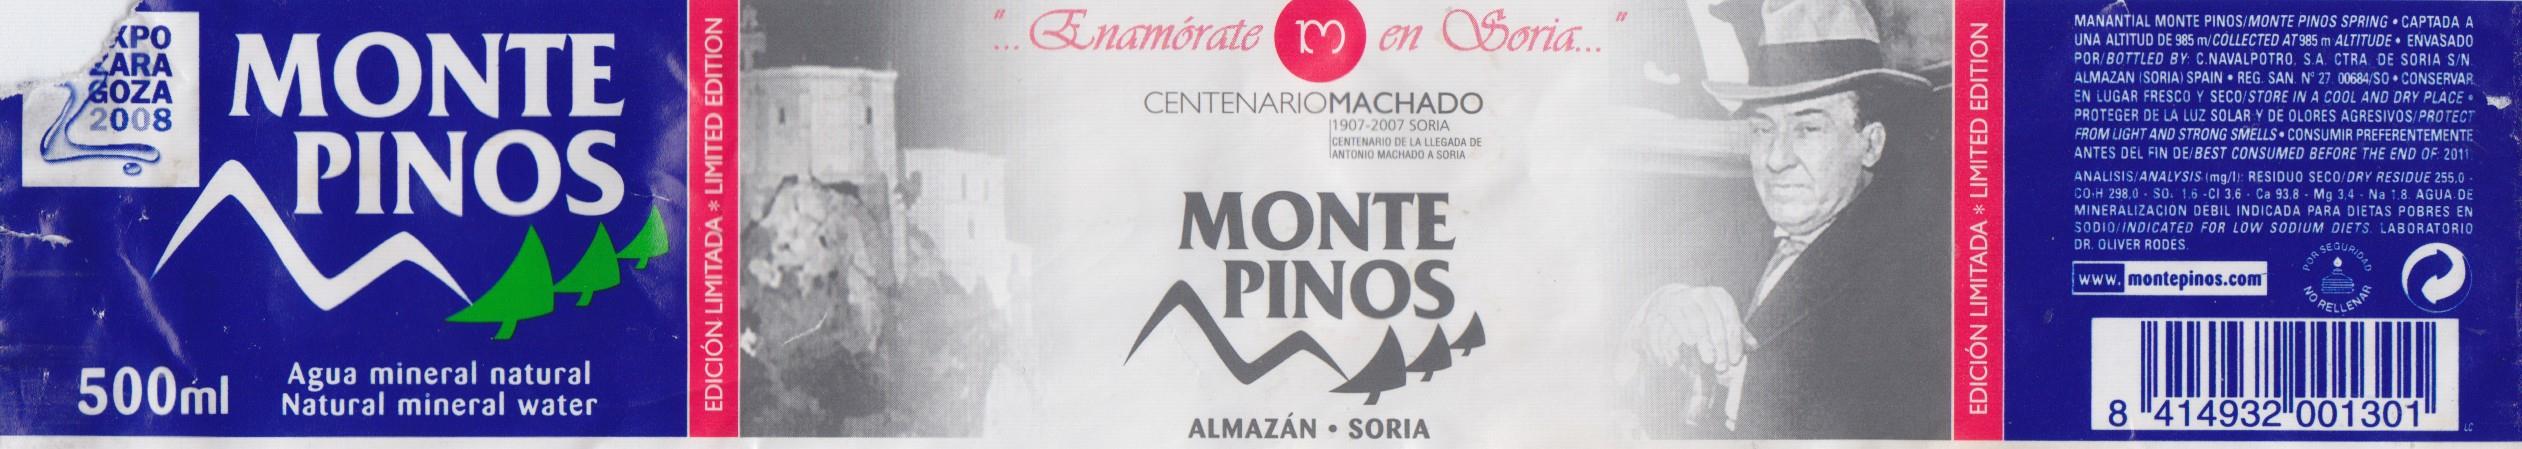 EXPO
ZARA
GOZA
2008
MONTE
PINOS
500ml
Agua mineral natural
Natural mineral water
EDICIÓN LIMITADA * LIMITED EDITION
"...Enamórate m en Soria..."
CENTENARIOMACHADO
1907-2007 SORIA
CENTENARIO DE LA LLEGADA DE
ANTONIO MACHADO A SORIA
MONTE
PINOS
ALMAZÁN • SORIA
EDICIÓN LIMITADA * LIMITED EDITION
MANANTIAL MONTE PINOS/MONTE PINOS SPRING • CAPTADA A
UNA ALTITUD DE 985 m/COLLECTED AT 985 m ALTITUDE • ENVASADO
POR/BOTTLED BY: C.NAVALPOTRO, S.A. CTRA. DE SORIA S/N.
ALMAZAN (SORIA) SPAIN • REG. SAN. Nº 27. 00684/SO • CONSERVAR
EN LUGAR FRESCO Y SECO/STORE IN A COOL AND DRY PLACE •
PROTEGER DE LA LUZ SOLAR Y DE OLORES AGRESIVOS/PROTECT
FROM LIGHT AND STRONG SMELLS • CONSUMIR PREFERENTEMENTE
ANTES DEL FIN DE/BEST CONSUMED BEFORE THE END OF: 2011
ANALISIS/ANALYSIS (mg/l): RESIDUO SECO/DRY RESIDUE 255,0 -
CO₃H 298,0 - SO₄ 1,6 -Cl 3,6 - Ca 93,8 - Mg 3,4 - Na 1,8. AGUA DE
MINERALIZACION DEBIL INDICADA PARA DIETAS POBRES EN
SODIO/INDICATED FOR LOW SODIUM DIETS. LABORATORIO
DR. OLIVER RODES.
www. montepinos.com
POR SEGURIDAD
NO RELLENAR
8 414932 001301
LC